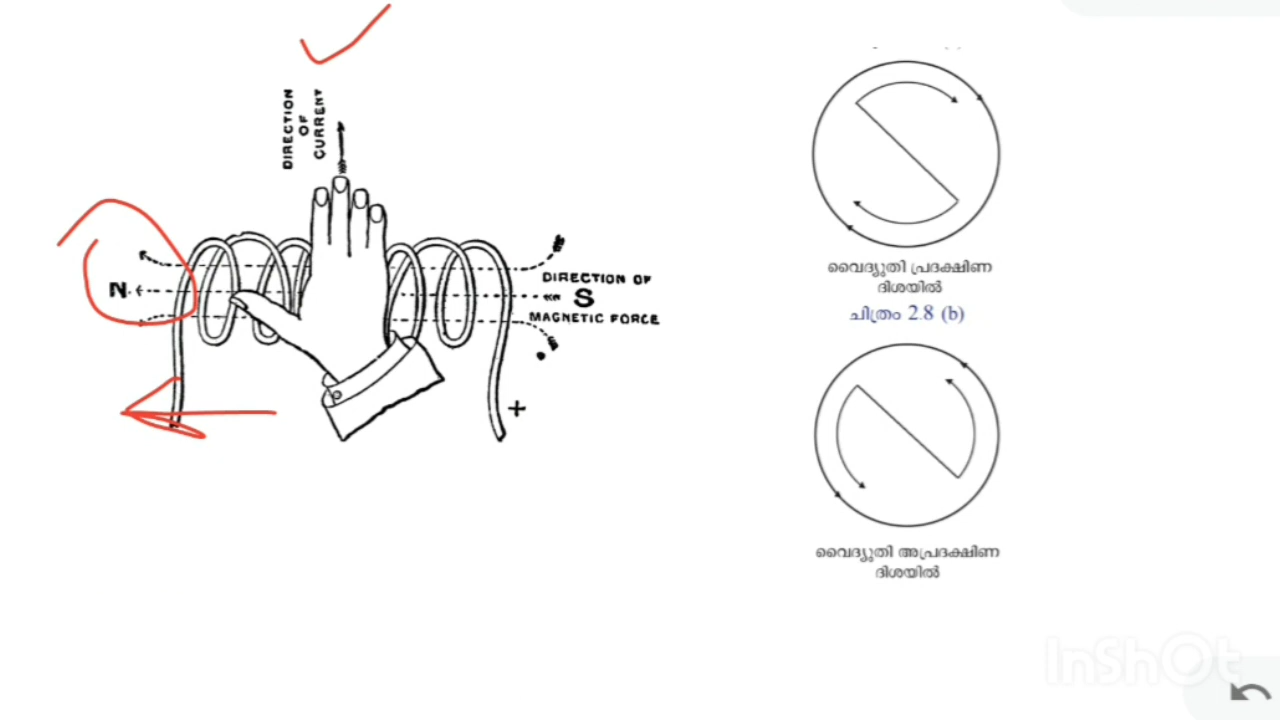 DIRECTION
OF
CURRENT
N
DIRECTION OF
S
MAGNETIC FORCE
+
വൈദ്യുതി പ്രദക്ഷിണ
ദിശയിൽ
ചിത്രം 2.8 (b)
വൈദ്യുതി അപ്രദക്ഷിണ
ദിശയിൽ
InShot